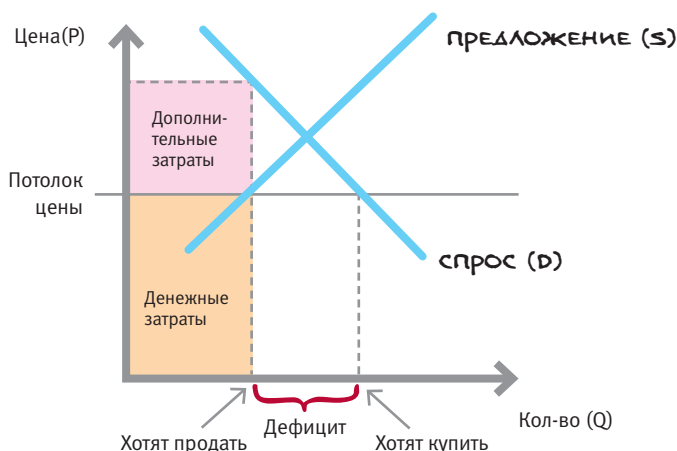 Цена(P)
ПРЕДЛОЖЕНИЕ (S)
Дополни-
тельные
затраты
Потолок
цены
СПРОС (D)
Денежные
затраты
Кол-во (Q)
Дефицит
Хотят продать
Хотят купить